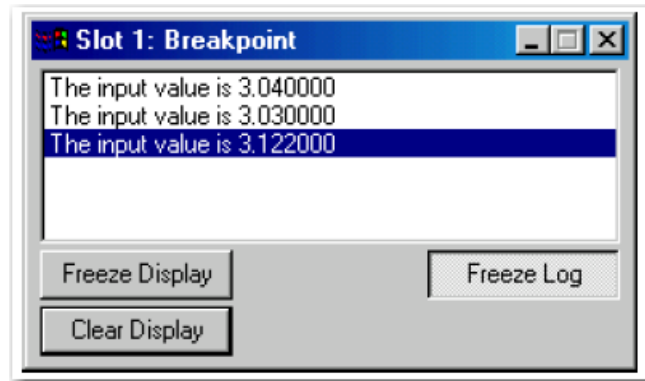 Slot 1: Breakpoint
The input value is 3.040000
The input value is 3.030000
The input value is 3.122000
Freeze Display
Freeze Log
Clear Display